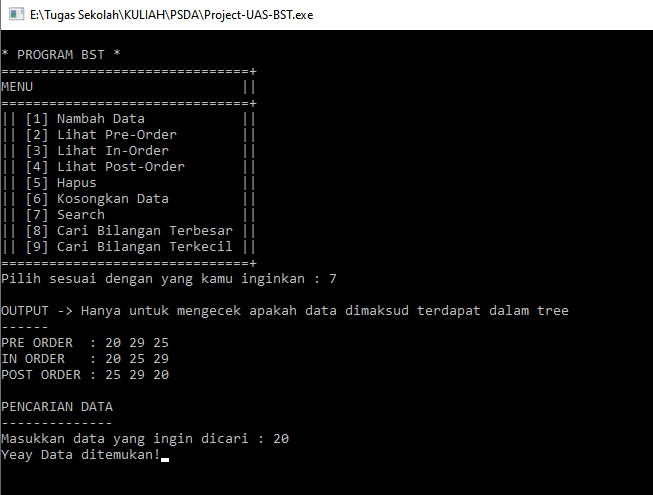 E:\Tugas Sekolah\KULIAH\PSDA\Project-UAS-BST.exe
* PROGRAM BST *
===============================+
MENU                          ||
===============================+
|| [1] Nambah Data            ||
|| [2] Lihat Pre-Order        ||
|| [3] Lihat In-Order         ||
|| [4] Lihat Post-Order       ||
|| [5] Hapus                  ||
|| [6] Kosongkan Data         ||
|| [7] Search                 ||
|| [8] Cari Bilangan Terbesar ||
|| [9] Cari Bilangan Terkecil ||
===============================+
Pilih sesuai dengan yang kamu inginkan : 7
OUTPUT -> Hanya untuk mengecek apakah data dimaksud terdapat dalam tree
------
PRE ORDER  : 20 29 25
IN ORDER   : 20 25 29
POST ORDER : 25 29 20
PENCARIAN DATA
--------------
Masukkan data yang ingin dicari : 20
Yeay Data ditemukan!